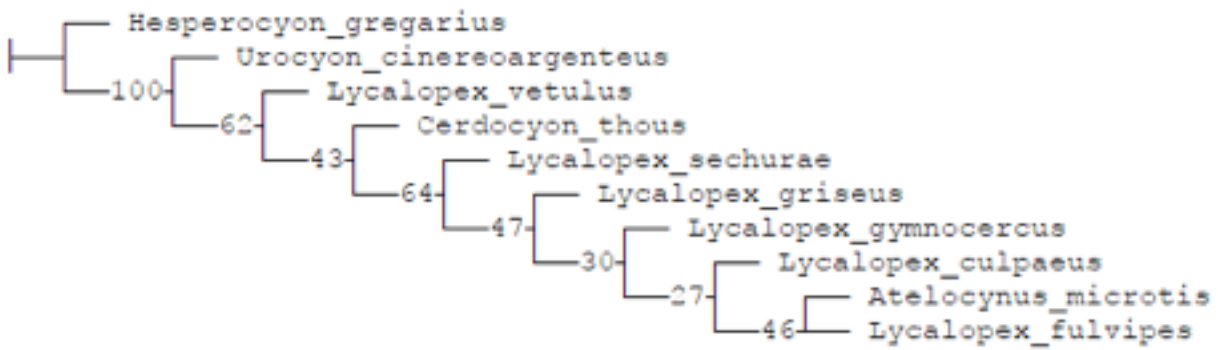 Hesperocyon_gregarius
Urocyon_cinereoargenteus
100
Lycalopex_vetulus
62
Cerdocyon_thous
43
Lycalopex_sechurae
64
Lycalopex_griseus
47
Lycalopex_gymnocercus
30
Lycalopex_culpaeus
27
Atelocynus_microtis
46
Lycalopex_fulvipes